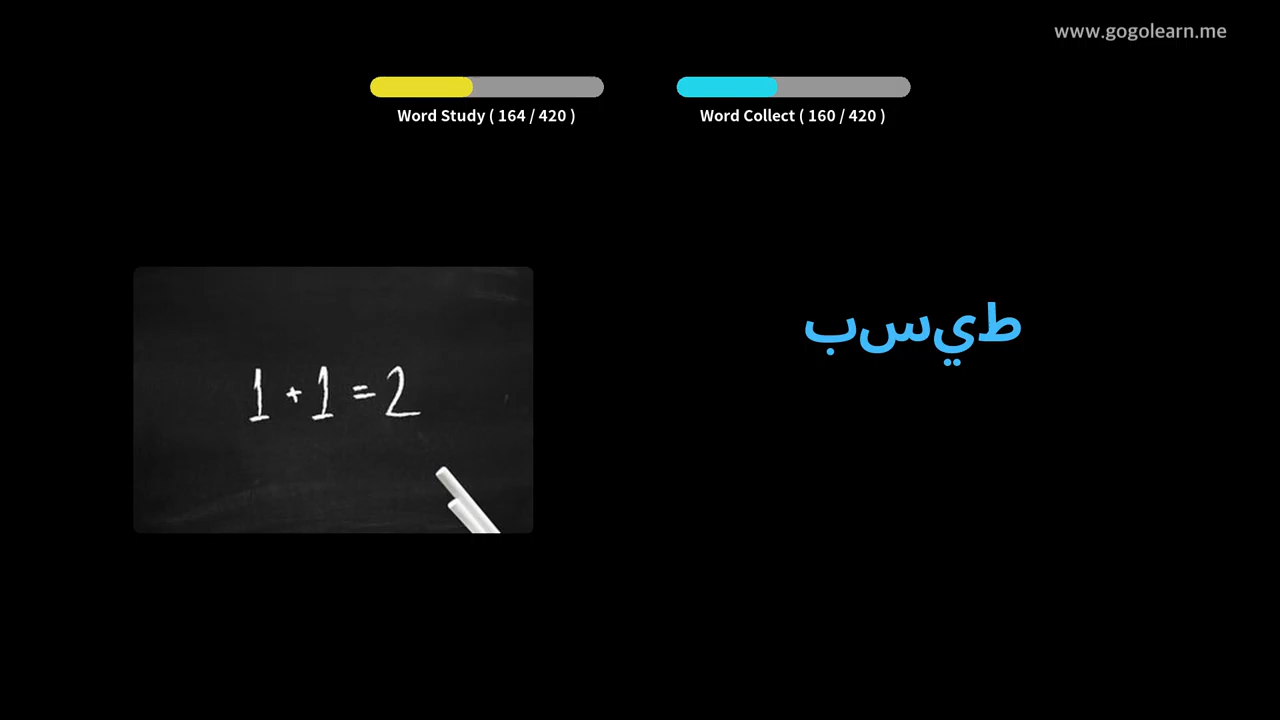 www.gogolearn.me
Word Study ( 164 / 420 )
Word Collect ( 160 / 420 )
1 + 1 = 2
بسيط